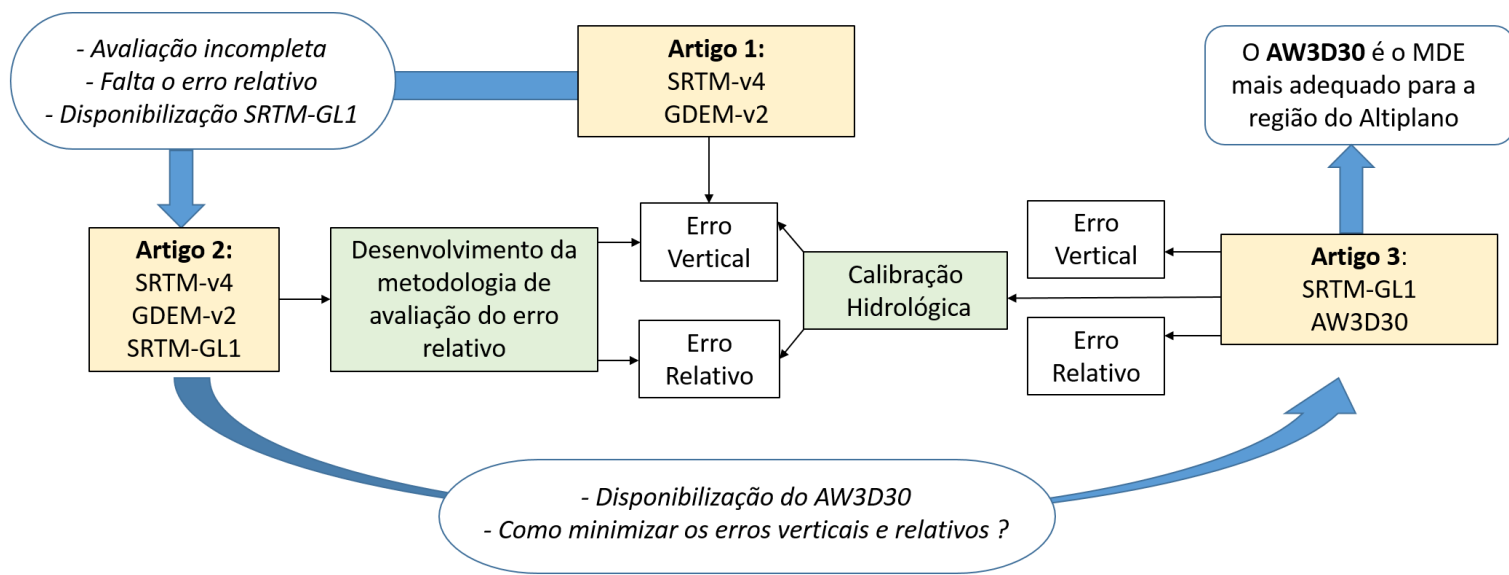 - Avaliação incompleta
- Falta o erro relativo
- Disponibilização SRTM-GL1
Artigo 1:
SRTM-v4
GDEM-v2
O AW3D30 é o MDE
mais adequado para a
região do Altiplano
Artigo 2:
SRTM-v4
GDEM-v2
SRTM-GL1
Desenvolvimento da
metodologia de
avaliação do erro
relativo
Erro
Vertical
Erro
Relativo
Calibração
Hidrológica
Erro
Vertical
Erro
Relativo
Artigo 3:
SRTM-GL1
AW3D30
- Disponibilização do AW3D30
- Como minimizar os erros verticais e relativos ?